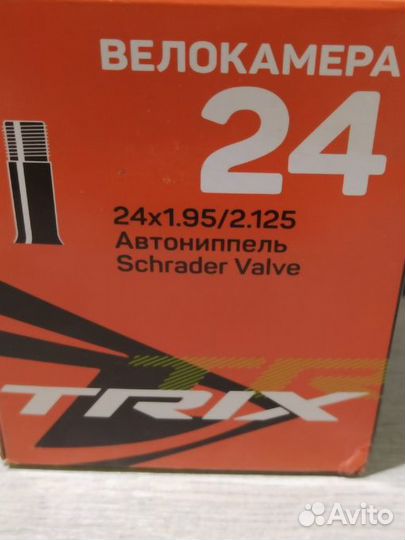 ВЕЛОКАМЕРА
24
24x1.95/2.125
Автониппель
Schrader Valve
TRIX
Avito